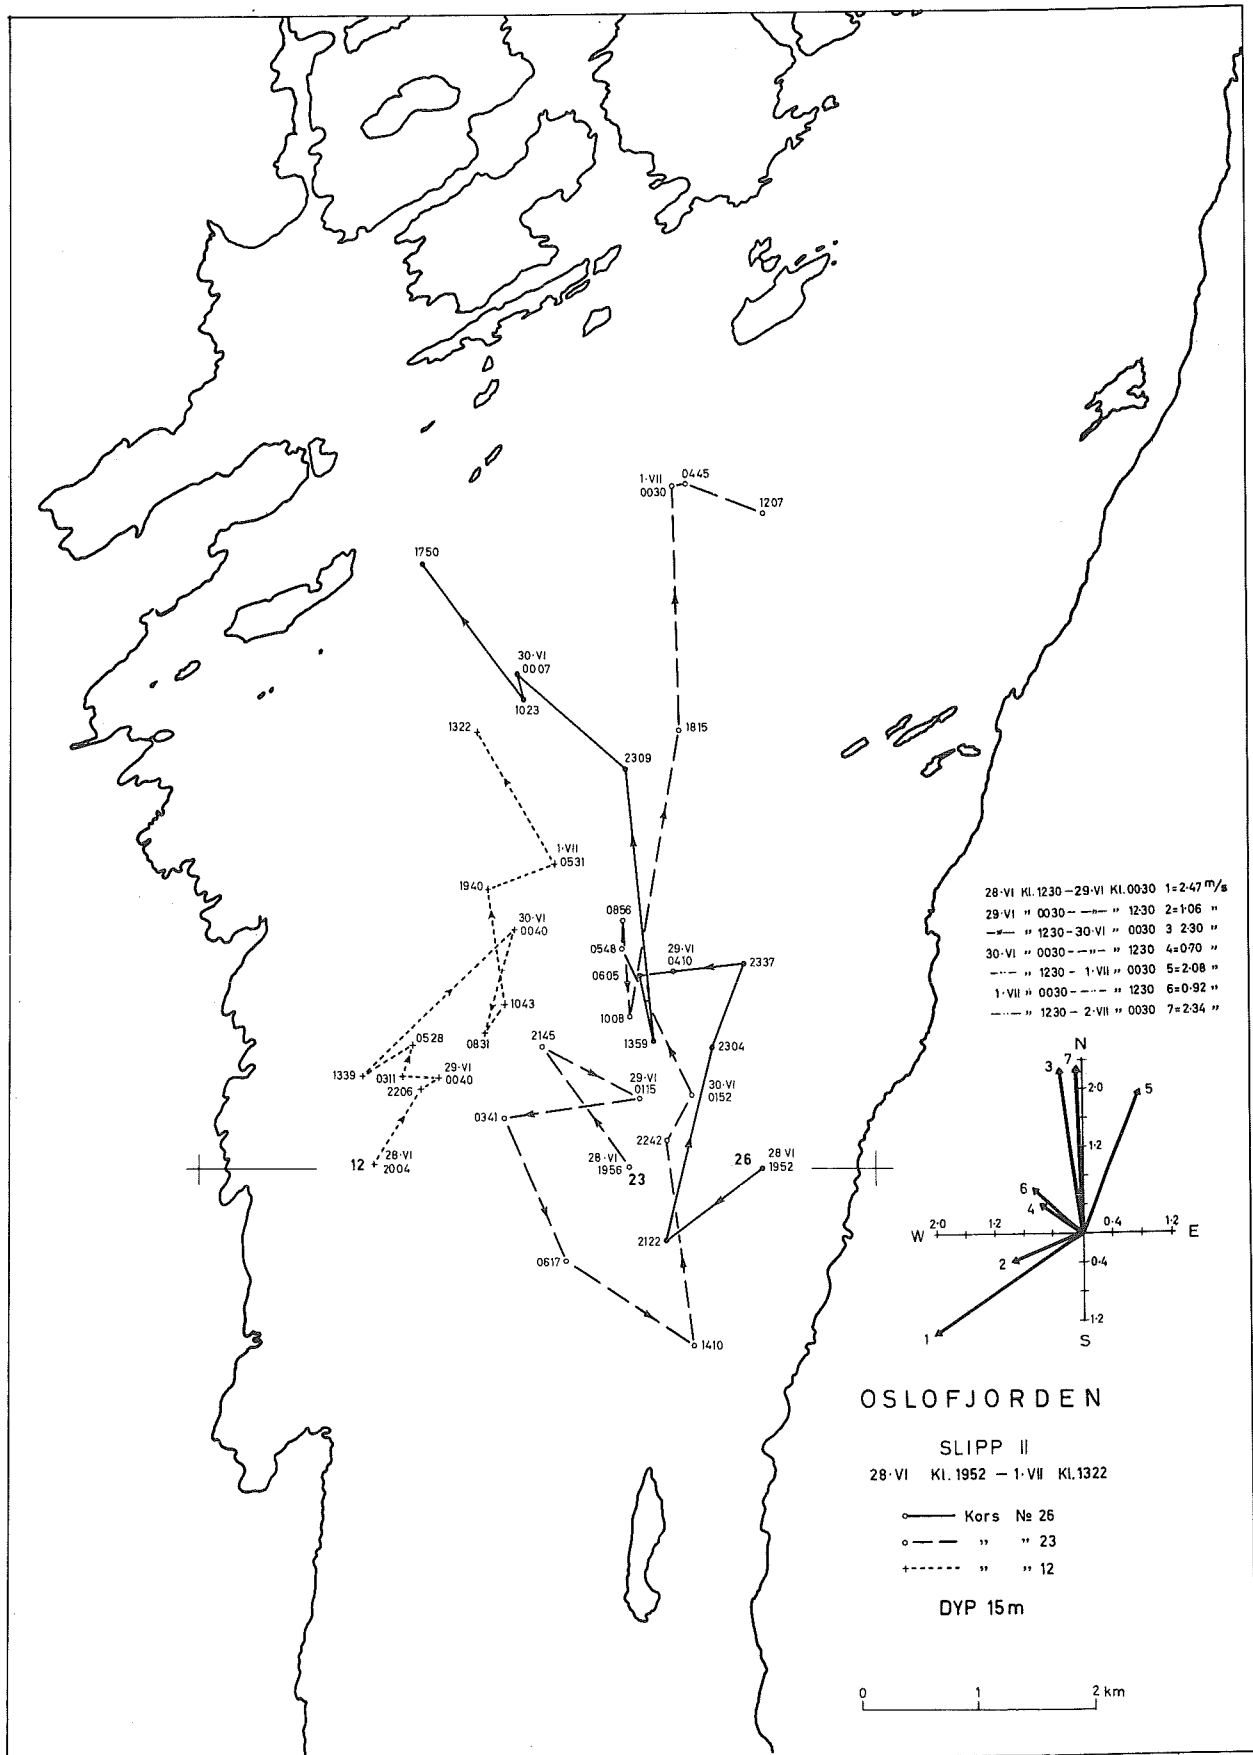 1·VII
0030
0445
1207
1750
30·VI
0007
1023
1322
1815
2309
1·VII
0531
1940
0856
30·VI
0040
0548
29·VI
0410
2337
0605
1008
1043
0831
1359
2304
0528
2145
1339
0311
29·VI
0040
2206
29·VI
0115
30·VI
0152
0341
2242
12
28·VI
2004
28·VI
1956
23
26
28 VI
1952
2122
0617
1410
28·VI Kl.1230 – 29·VI Kl.0030 1=2·47 m/s
29·VI " 0030 – –"– " 1230 2=1·06 "
–"– " 1230 – 30·VI " 0030 3 2·30 "
30·VI " 0030 – –"– " 1230 4=0·70 "
–"– " 1230 – 1·VII " 0030 5=2·08 "
1·VII " 0030 – –"– " 1230 6=0·92 "
–"– " 1230 – 2·VII " 0030 7=2·34 "
N
3
7
2·0
5
1·2
6
4
W
2·0
1·2
0·4
1·2
E
2
0·4
1·2
1
S
OSLOFJORDEN
SLIPP II
28·VI Kl.1952 – 1·VII Kl.1322
Kors № 26
" " 23
" " 12
DYP 15m
0
1
2 km